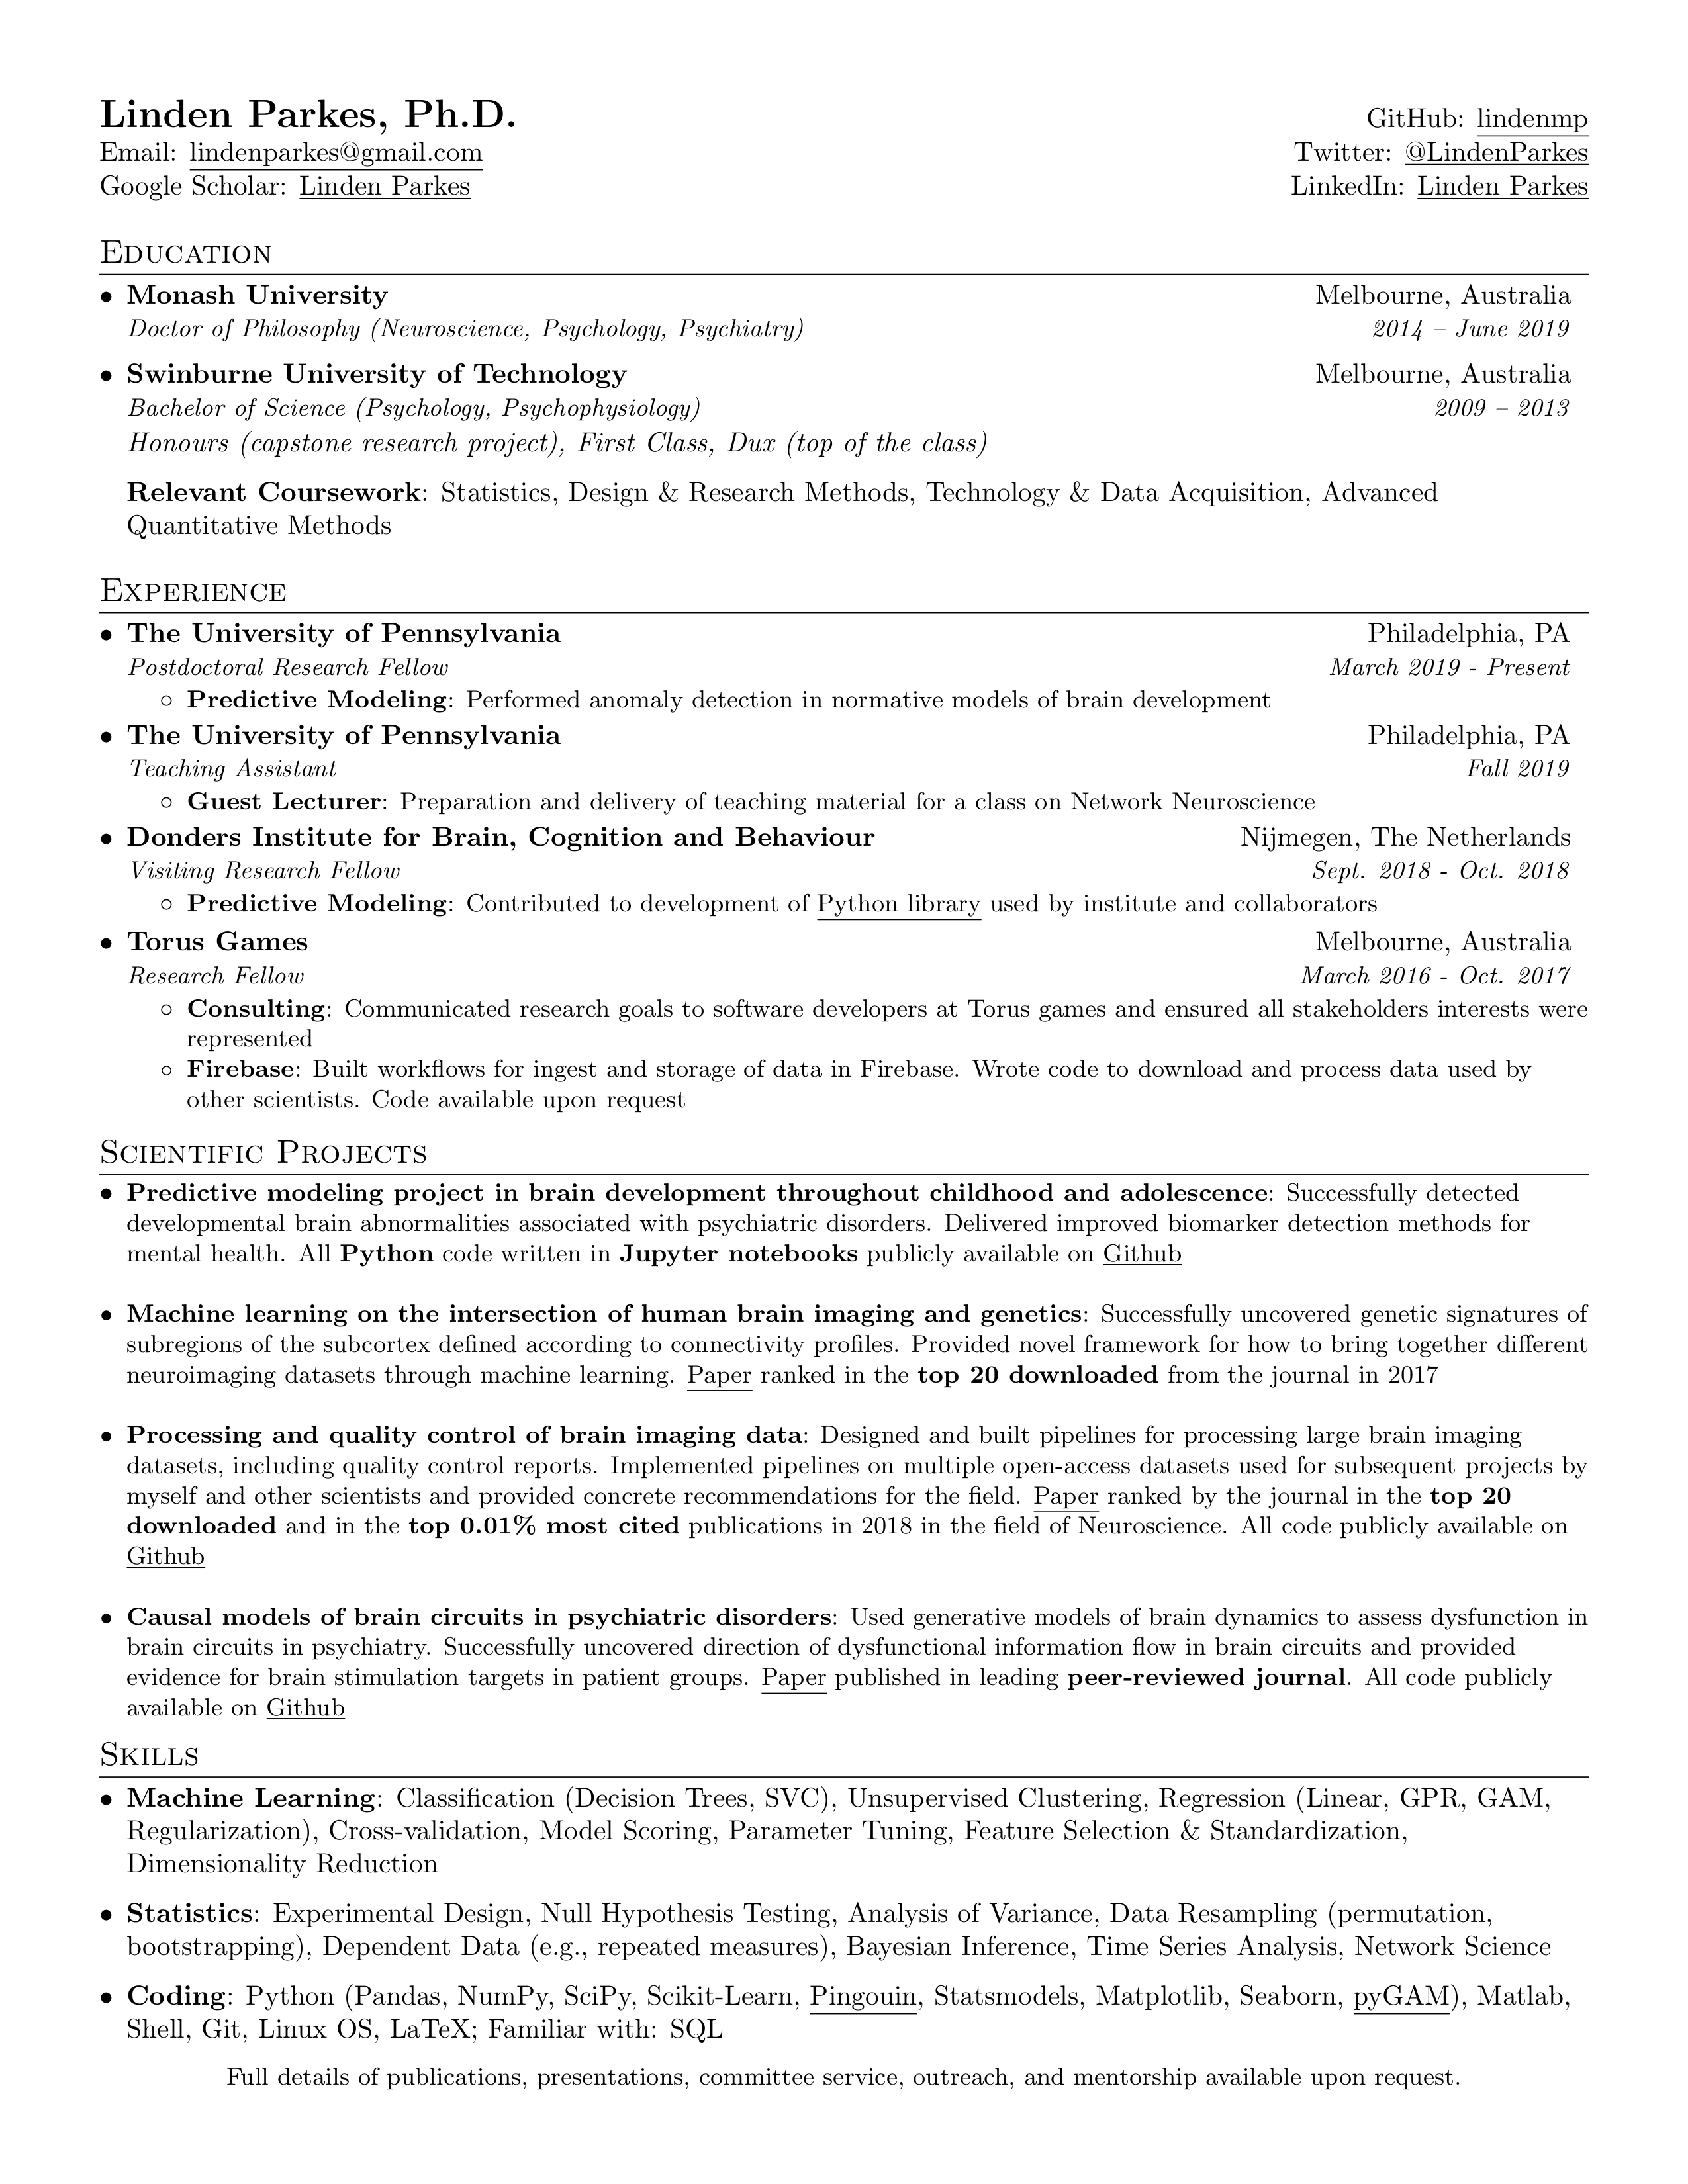 Linden Parkes, Ph.D. GitHub: lindenmp
Email: lindenparkes@gmail.com Twitter: @LindenParkes
Google Scholar: Linden Parkes LinkedIn: Linden Parkes
Education
• Monash University Melbourne, Australia
Doctor of Philosophy (Neuroscience, Psychology, Psychiatry) 2014 – June 2019
• Swinburne University of Technology Melbourne, Australia
Bachelor of Science (Psychology, Psychophysiology) 2009 – 2013
Honours (capstone research project), First Class, Dux (top of the class)
Relevant Coursework: Statistics, Design & Research Methods, Technology & Data Acquisition, Advanced
Quantitative Methods
Experience
• The University of Pennsylvania Philadelphia, PA
Postdoctoral Research Fellow March 2019 - Present
◦ Predictive Modeling: Performed anomaly detection in normative models of brain development
• The University of Pennsylvania Philadelphia, PA
Teaching Assistant Fall 2019
◦ Guest Lecturer: Preparation and delivery of teaching material for a class on Network Neuroscience
• Donders Institute for Brain, Cognition and Behaviour Nijmegen, The Netherlands
Visiting Research Fellow Sept. 2018 - Oct. 2018
◦ Predictive Modeling: Contributed to development of Python library used by institute and collaborators
• Torus Games Melbourne, Australia
Research Fellow March 2016 - Oct. 2017
◦ Consulting: Communicated research goals to software developers at Torus games and ensured all stakeholders interests were
represented
◦ Firebase: Built workflows for ingest and storage of data in Firebase. Wrote code to download and process data used by
other scientists. Code available upon request
Scientific Projects
• Predictive modeling project in brain development throughout childhood and adolescence: Successfully detected
developmental brain abnormalities associated with psychiatric disorders. Delivered improved biomarker detection methods for
mental health. All Python code written in Jupyter notebooks publicly available on Github
• Machine learning on the intersection of human brain imaging and genetics: Successfully uncovered genetic signatures of
subregions of the subcortex defined according to connectivity profiles. Provided novel framework for how to bring together different
neuroimaging datasets through machine learning. Paper ranked in the top 20 downloaded from the journal in 2017
• Processing and quality control of brain imaging data: Designed and built pipelines for processing large brain imaging
datasets, including quality control reports. Implemented pipelines on multiple open-access datasets used for subsequent projects by
myself and other scientists and provided concrete recommendations for the field. Paper ranked by the journal in the top 20
downloaded and in the top 0.01% most cited publications in 2018 in the field of Neuroscience. All code publicly available on
Github
• Causal models of brain circuits in psychiatric disorders: Used generative models of brain dynamics to assess dysfunction in
brain circuits in psychiatry. Successfully uncovered direction of dysfunctional information flow in brain circuits and provided
evidence for brain stimulation targets in patient groups. Paper published in leading peer-reviewed journal. All code publicly
available on Github
Skills
• Machine Learning: Classification (Decision Trees, SVC), Unsupervised Clustering, Regression (Linear, GPR, GAM,
Regularization), Cross-validation, Model Scoring, Parameter Tuning, Feature Selection & Standardization,
Dimensionality Reduction
• Statistics: Experimental Design, Null Hypothesis Testing, Analysis of Variance, Data Resampling (permutation,
bootstrapping), Dependent Data (e.g., repeated measures), Bayesian Inference, Time Series Analysis, Network Science
• Coding: Python (Pandas, NumPy, SciPy, Scikit-Learn, Pingouin, Statsmodels, Matplotlib, Seaborn, pyGAM), Matlab,
Shell, Git, Linux OS, LaTeX; Familiar with: SQL
Full details of publications, presentations, committee service, outreach, and mentorship available upon request.